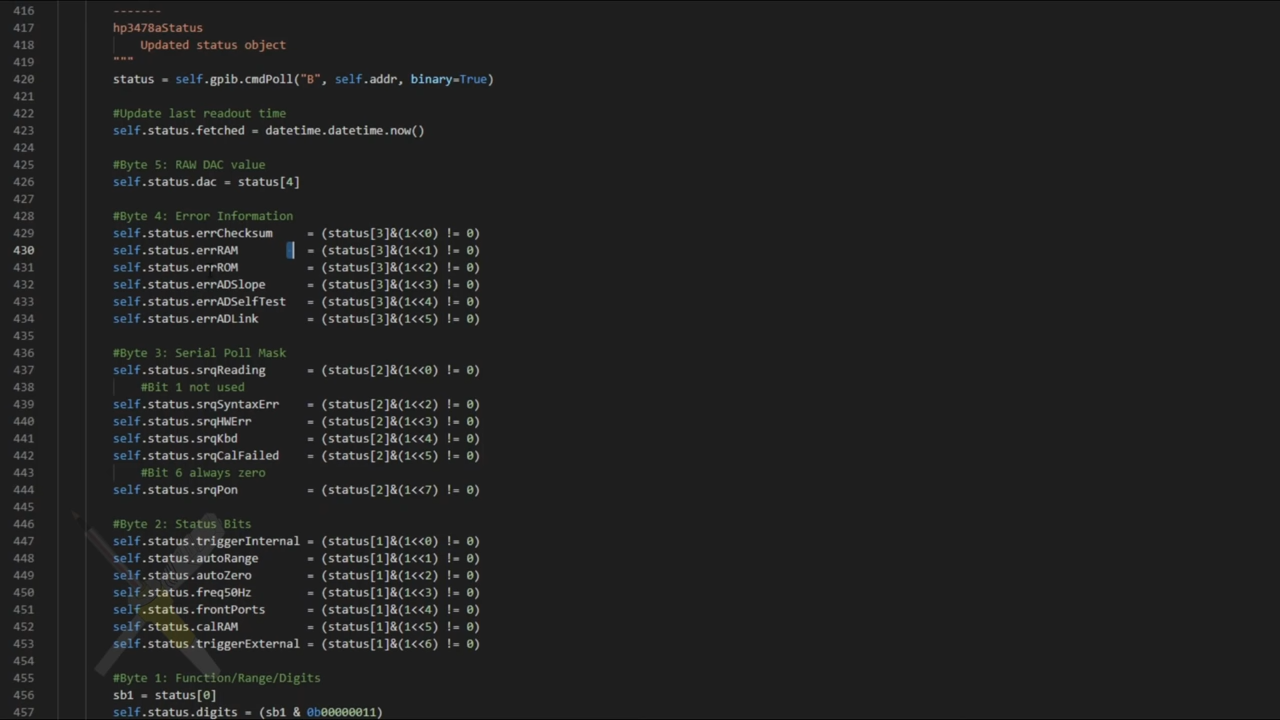 416 -------
417 hp3478aStatus
418 Updated status object
419 """
420 status = self.gpib.cmdPoll("B", self.addr, binary=True)
421
422 #Update last readout time
423 self.status.fetched = datetime.datetime.now()
424
425 #Byte 5: RAW DAC value
426 self.status.dac = status[4]
427
428 #Byte 4: Error Information
429 self.status.errChecksum = (status[3]&(1<<0) != 0)
430 self.status.errRAM = (status[3]&(1<<1) != 0)
431 self.status.errROM = (status[3]&(1<<2) != 0)
432 self.status.errADSlope = (status[3]&(1<<3) != 0)
433 self.status.errADSelfTest = (status[3]&(1<<4) != 0)
434 self.status.errADLink = (status[3]&(1<<5) != 0)
435
436 #Byte 3: Serial Poll Mask
437 self.status.srqReading = (status[2]&(1<<0) != 0)
438 #Bit 1 not used
439 self.status.srqSyntaxErr = (status[2]&(1<<2) != 0)
440 self.status.srqHWErr = (status[2]&(1<<3) != 0)
441 self.status.srqKbd = (status[2]&(1<<4) != 0)
442 self.status.srqCalFailed = (status[2]&(1<<5) != 0)
443 #Bit 6 always zero
444 self.status.srqPon = (status[2]&(1<<7) != 0)
445
446 #Byte 2: Status Bits
447 self.status.triggerInternal = (status[1]&(1<<0) != 0)
448 self.status.autoRange = (status[1]&(1<<1) != 0)
449 self.status.autoZero = (status[1]&(1<<2) != 0)
450 self.status.freq50Hz = (status[1]&(1<<3) != 0)
451 self.status.frontPorts = (status[1]&(1<<4) != 0)
452 self.status.calRAM = (status[1]&(1<<5) != 0)
453 self.status.triggerExternal = (status[1]&(1<<6) != 0)
454
455 #Byte 1: Function/Range/Digits
456 sb1 = status[0]
457 self.status.digits = (sb1 & 0b00000011)